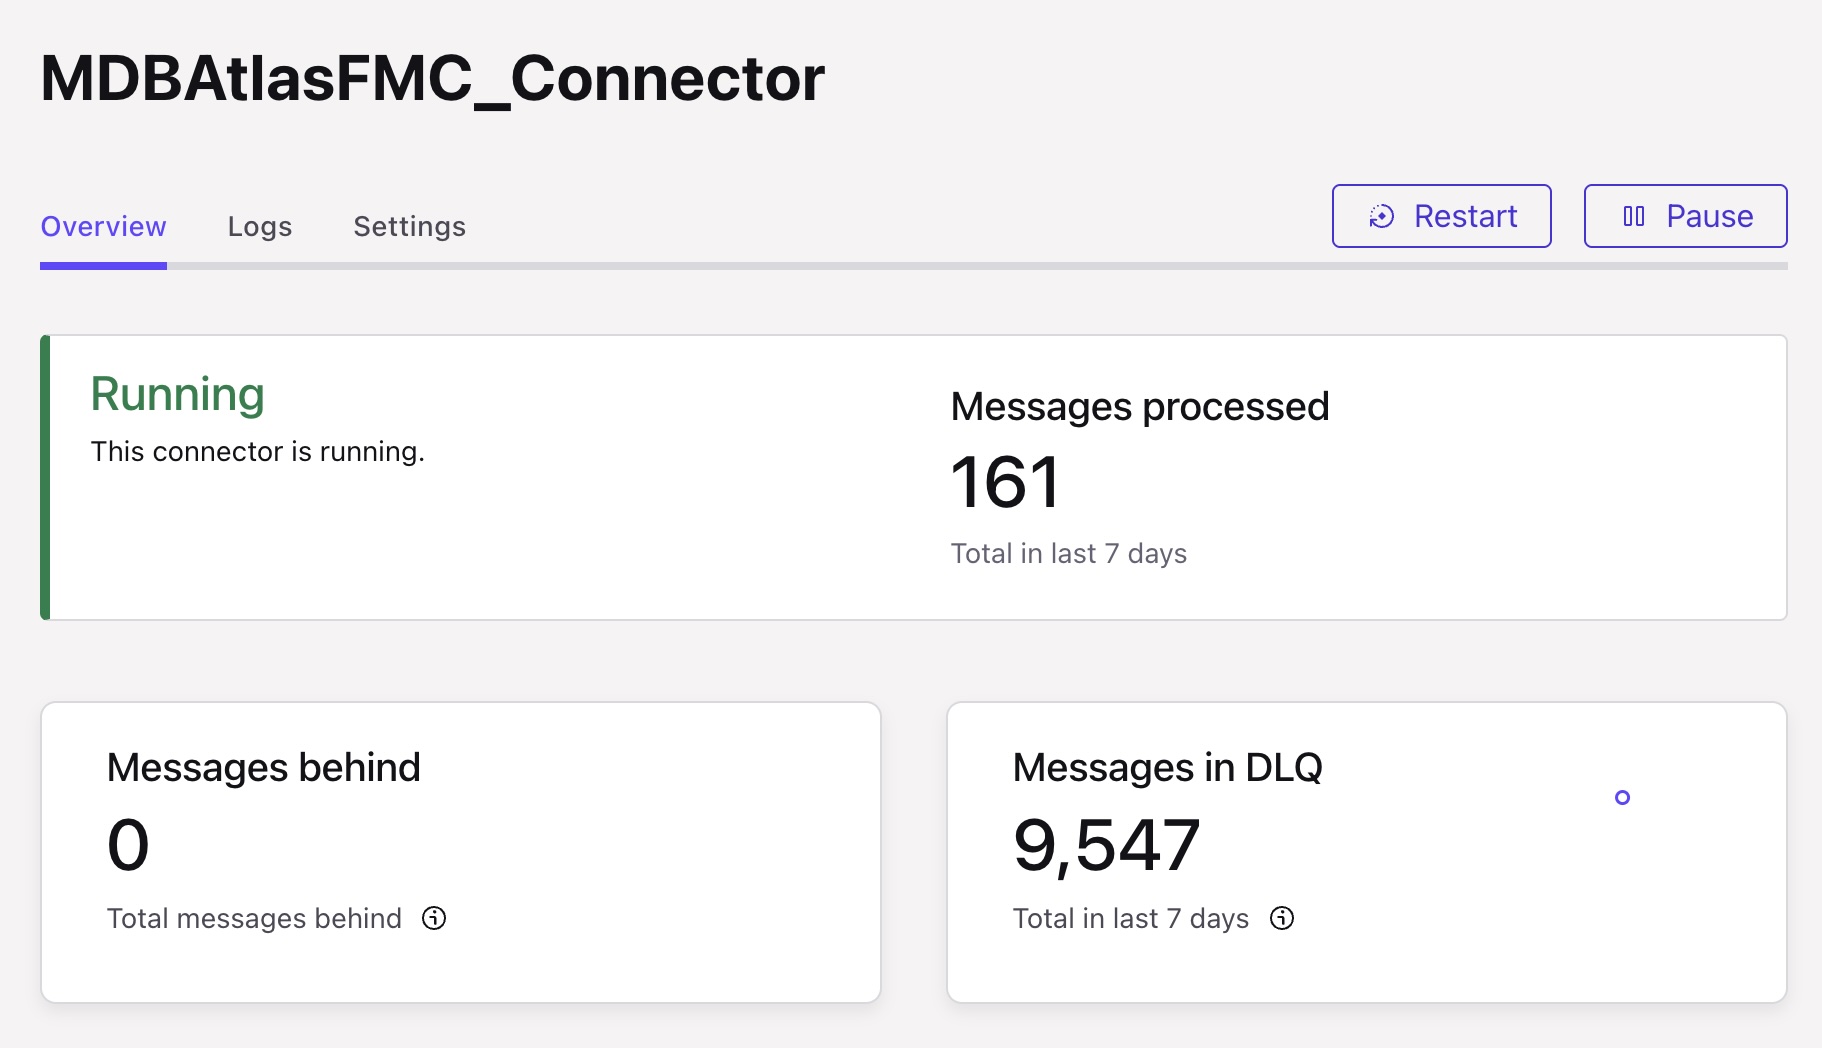 MDBAtlasFMC_Connector
Overview
Logs
Settings
Restart
Pause
Running
This connector is running.
Messages processed
161
Total in last 7 days
Messages behind
0
Total messages behind
Messages in DLQ
9,547
Total in last 7 days